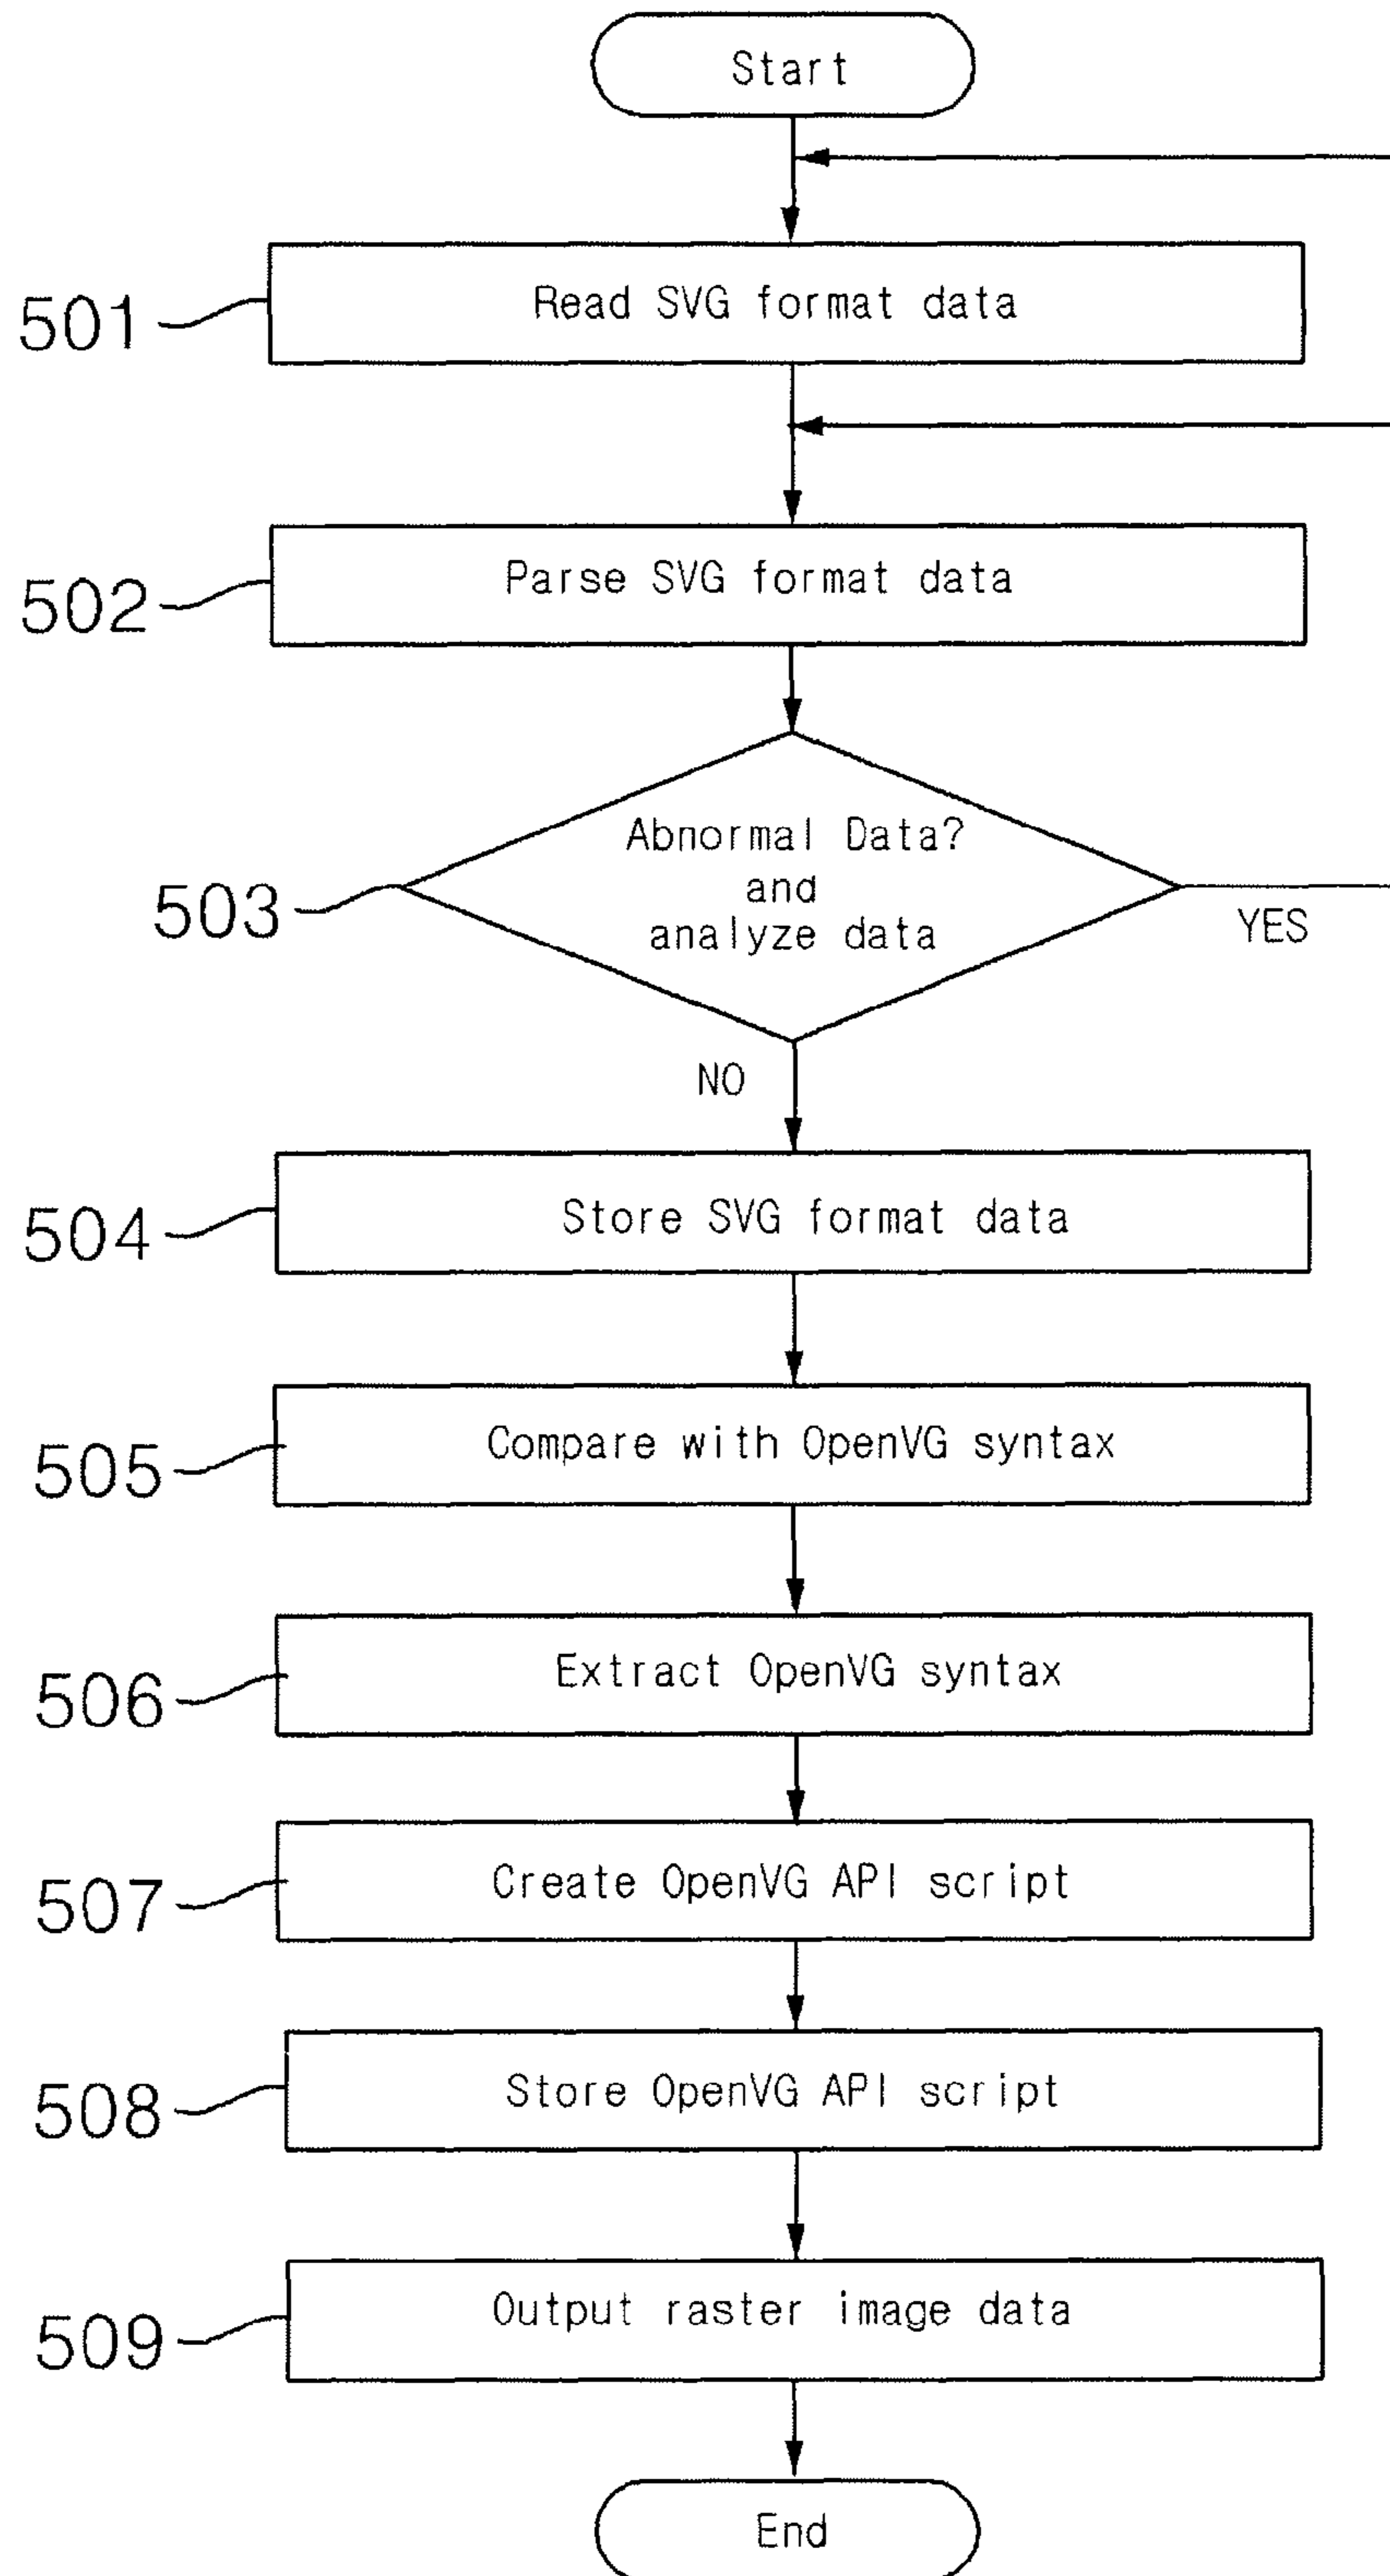 Start
501
Read SVG format data
502
Parse SVG format data
503
Abnormal Data?
and
analyze data
YES
NO
504
Store SVG format data
505
Compare with OpenVG syntax
506
Extract OpenVG syntax
507
Create OpenVG API script
508
Store OpenVG API script
509
Output raster image data
End